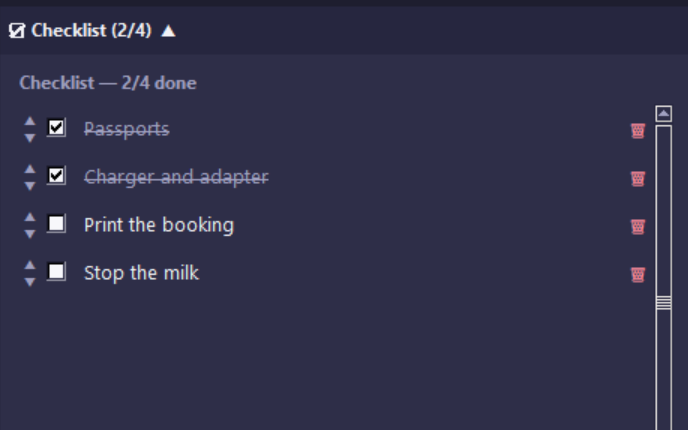 Checklist (2/4) ▲
Checklist — 2/4 done
Passports
Charger and adapter
Print the booking
Stop the milk